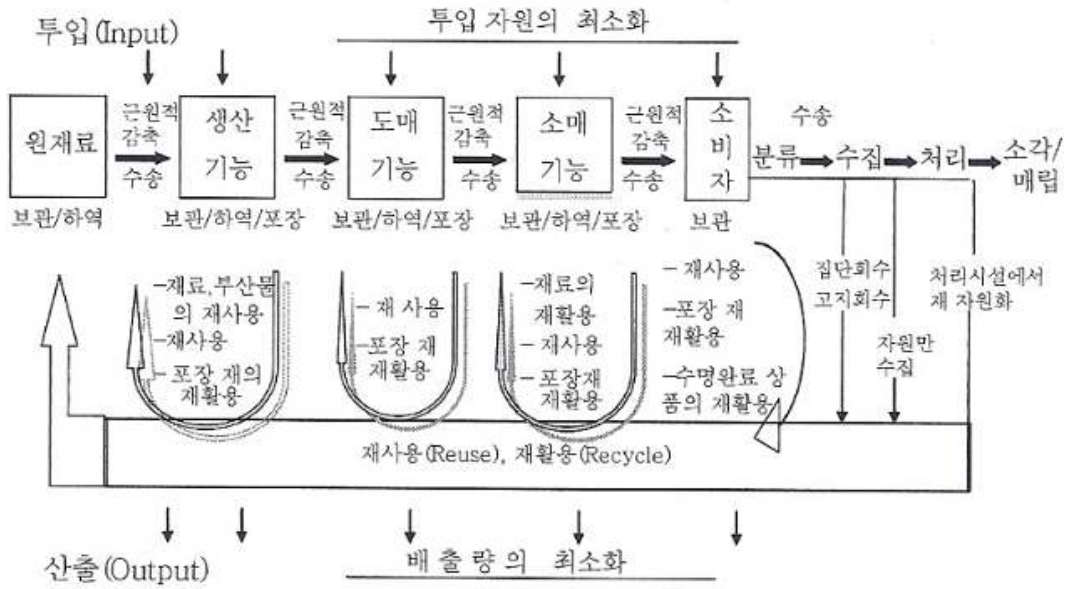 투입(Input)
투입 자원의 최소화
원재료
근원적
감축
수송
생산
기능
근원적
감축
수송
도매
기능
근원적
감축
수송
소매
기능
근원적
감축
수송
소
비
자
분류
수송
수집
처리
소각/
매립
보관/하역
보관/하역/포장
보관/하역/포장
보관/하역/포장
보관
-재료,부산물
의 재사용
-재사용
- 포장 재의
재활용
- 재 사용
-포장 재
재활용
-재료의
재활용
-재사용
-포장재
재활용
- 재사용
-포장 재
재활용
-수명완료 상
품의 재활용
집단회수
고지회수
자원만
수집
처리시설에서
재 자원화
재사용(Reuse), 재활용(Recycle)
산출(Output)
배출량의 최소화